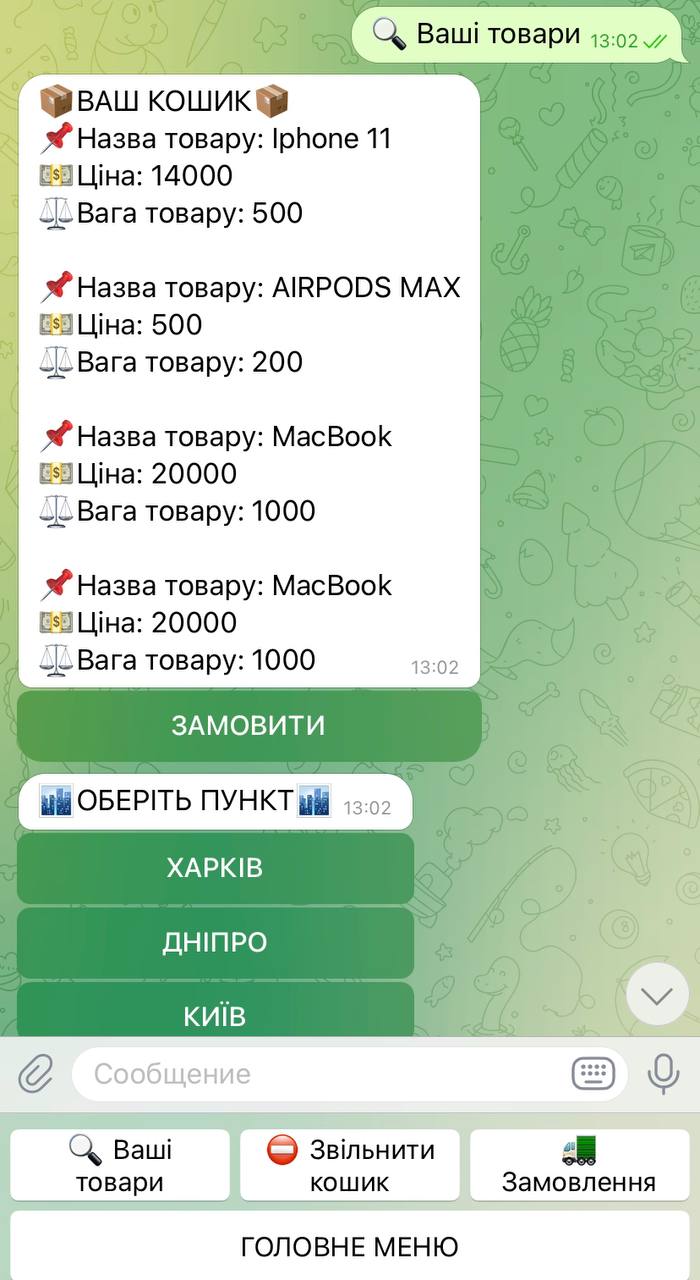 🔍 Ваші товари 13:02
📦ВАШ КОШИК📦
📌Назва товару: Iphone 11
💵Ціна: 14000
⚖️Вага товару: 500
📌Назва товару: AIRPODS MAX
💵Ціна: 500
⚖️Вага товару: 200
📌Назва товару: MacBook
💵Ціна: 20000
⚖️Вага товару: 1000
📌Назва товару: MacBook
💵Ціна: 20000
⚖️Вага товару: 1000
13:02
ЗАМОВИТИ
🏙️ОБЕРІТЬ ПУНКТ🏙️ 13:02
ХАРКІВ
ДНІПРО
КИЇВ
Сообщение
🔍 Ваші
товари
⛔ Звільнити
кошик
🚛
Замовлення
ГОЛОВНЕ МЕНЮ